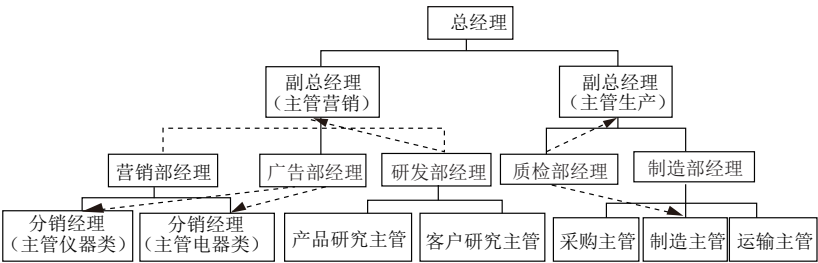 总经理
副总经理
（主管营销）
副总经理
（主管生产）
营销部经理
广告部经理
研发部经理
质检部经理
制造部经理
分销经理
（主管仪器类）
分销经理
（主管电器类）
产品研究主管
客户研究主管
采购主管
制造主管
运输主管